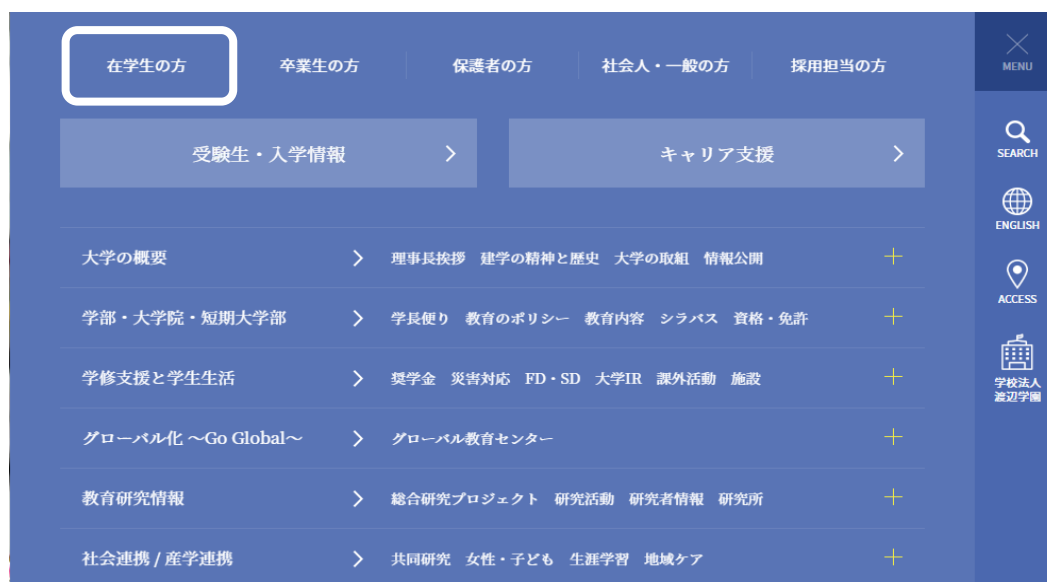 在学生の方 卒業生の方 保護者の方 社会人・一般の方 採用担当の方
受験生・入学情報 キャリア支援
大学の概要 理事長挨拶 建学の精神と歴史 大学の取組 情報公開
学部・大学院・短期大学部 学長便り 教育のポリシー 教育内容 シラバス 資格・免許
学修支援と学生生活 奨学金 災害対応 FD・SD 大学IR 課外活動 施設
グローバル化 ～Go Global～ グローバル教育センター
教育研究情報 総合研究プロジェクト 研究活動 研究者情報 研究所
社会連携 / 産学連携 共同研究 女性・子ども 生涯学習 地域ケア
MENU
SEARCH
ENGLISH
ACCESS
学校法人
渡辺学園